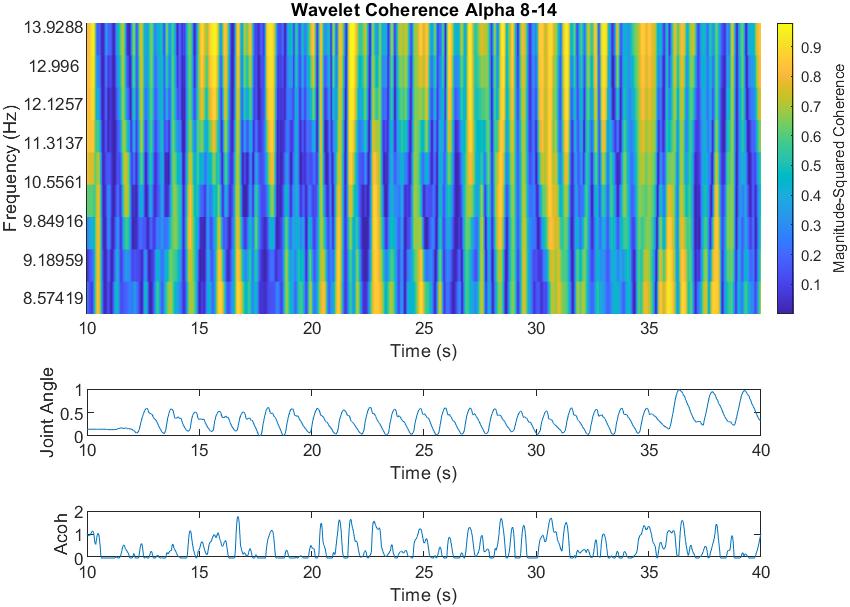 Wavelet Coherence Alpha 8-14
13.9288
12.996
12.1257
11.3137
10.5561
9.84916
9.18959
8.57419
Frequency (Hz)
10 15 20 25 30 35
Time (s)
0.9
0.8
0.7
0.6
0.5
0.4
0.3
0.2
0.1
Magnitude-Squared Coherence
Joint Angle
1
0.5
0
10 15 20 25 30 35 40
Time (s)
Acoh
2
1
0
10 15 20 25 30 35 40
Time (s)